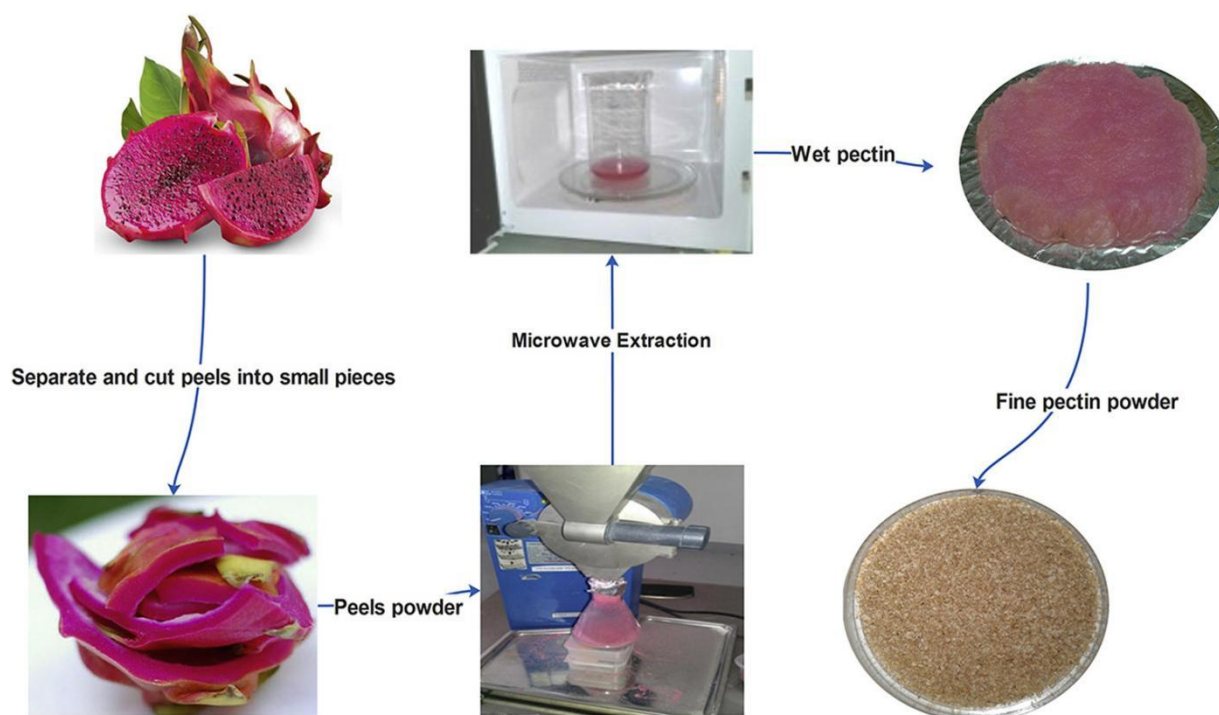 Separate and cut peels into small pieces
Peels powder
Microwave Extraction
Wet pectin
Fine pectin powder